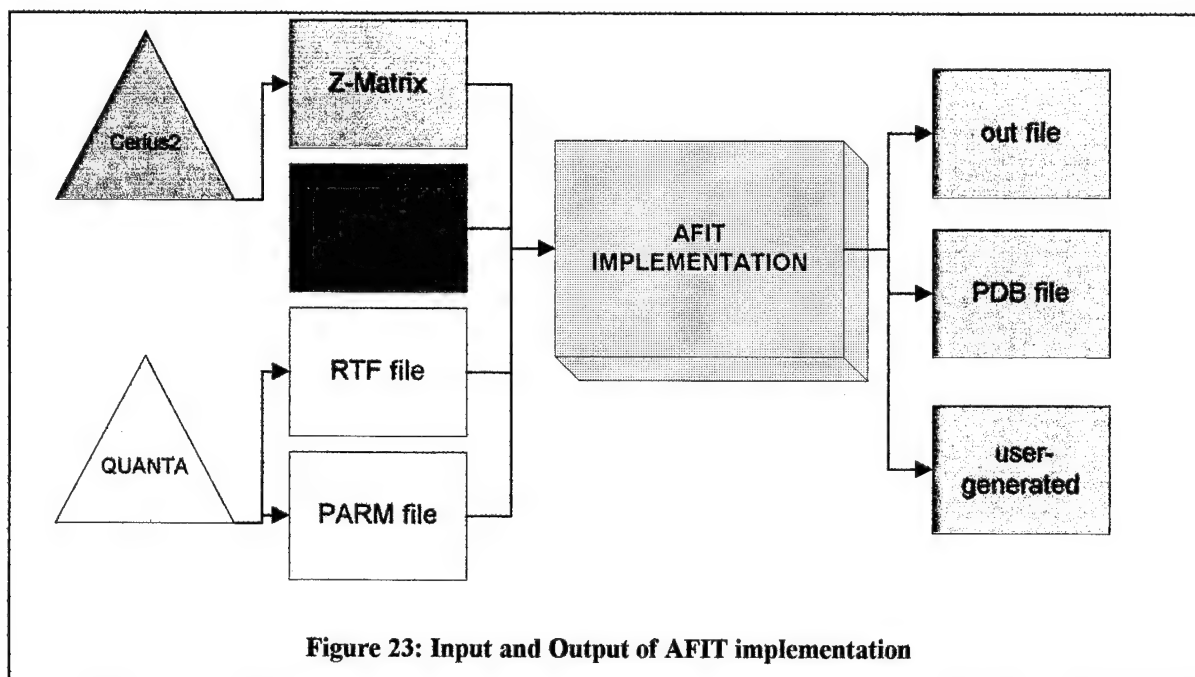 Cerius2
Z-Matrix
RTF file
QUANTA
PARM file
AFIT
IMPLEMENTATION
out file
PDB file
user-
generated
Figure 23: Input and Output of AFIT implementation